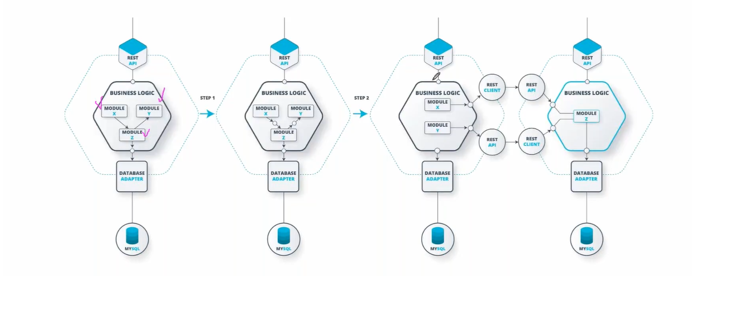 REST
API
BUSINESS LOGIC
MODULE
X
MODULE
Y
MODULE
Z
DATABASE
ADAPTER
MYSQL
STEP 1
REST
API
BUSINESS LOGIC
MODULE
X
MODULE
Y
MODULE
Z
DATABASE
ADAPTER
MYSQL
STEP 2
REST
API
BUSINESS LOGIC
MODULE
X
MODULE
Y
DATABASE
ADAPTER
MYSQL
REST
CLIENT
REST
API
REST
API
REST
CLIENT
REST
API
BUSINESS LOGIC
MODULE
Z
DATABASE
ADAPTER
MYSQL